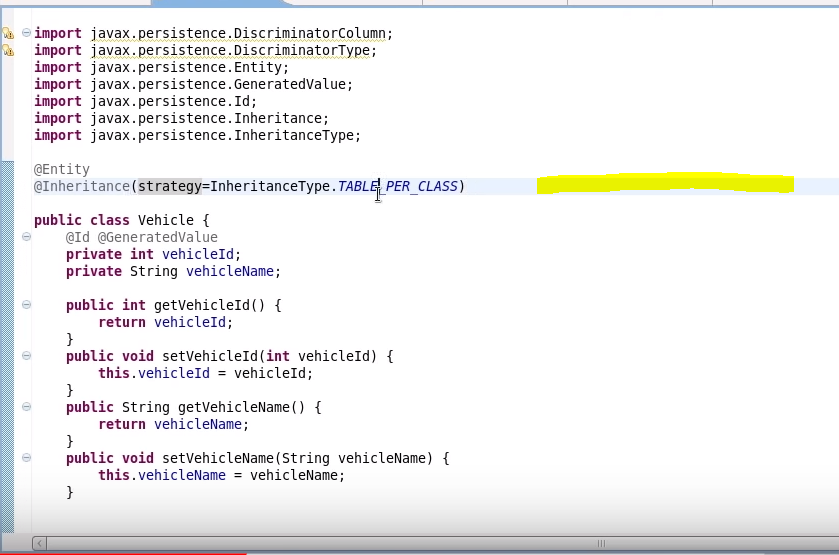 import javax.persistence.DiscriminatorColumn;
import javax.persistence.DiscriminatorType;
import javax.persistence.Entity;
import javax.persistence.GeneratedValue;
import javax.persistence.Id;
import javax.persistence.Inheritance;
import javax.persistence.InheritanceType;
@Entity
@Inheritance(strategy=InheritanceType.TABLE_PER_CLASS)
public class Vehicle {
@Id @GeneratedValue
private int vehicleId;
private String vehicleName;
public int getVehicleId() {
return vehicleId;
}
public void setVehicleId(int vehicleId) {
this.vehicleId = vehicleId;
}
public String getVehicleName() {
return vehicleName;
}
public void setVehicleName(String vehicleName) {
this.vehicleName = vehicleName;
}